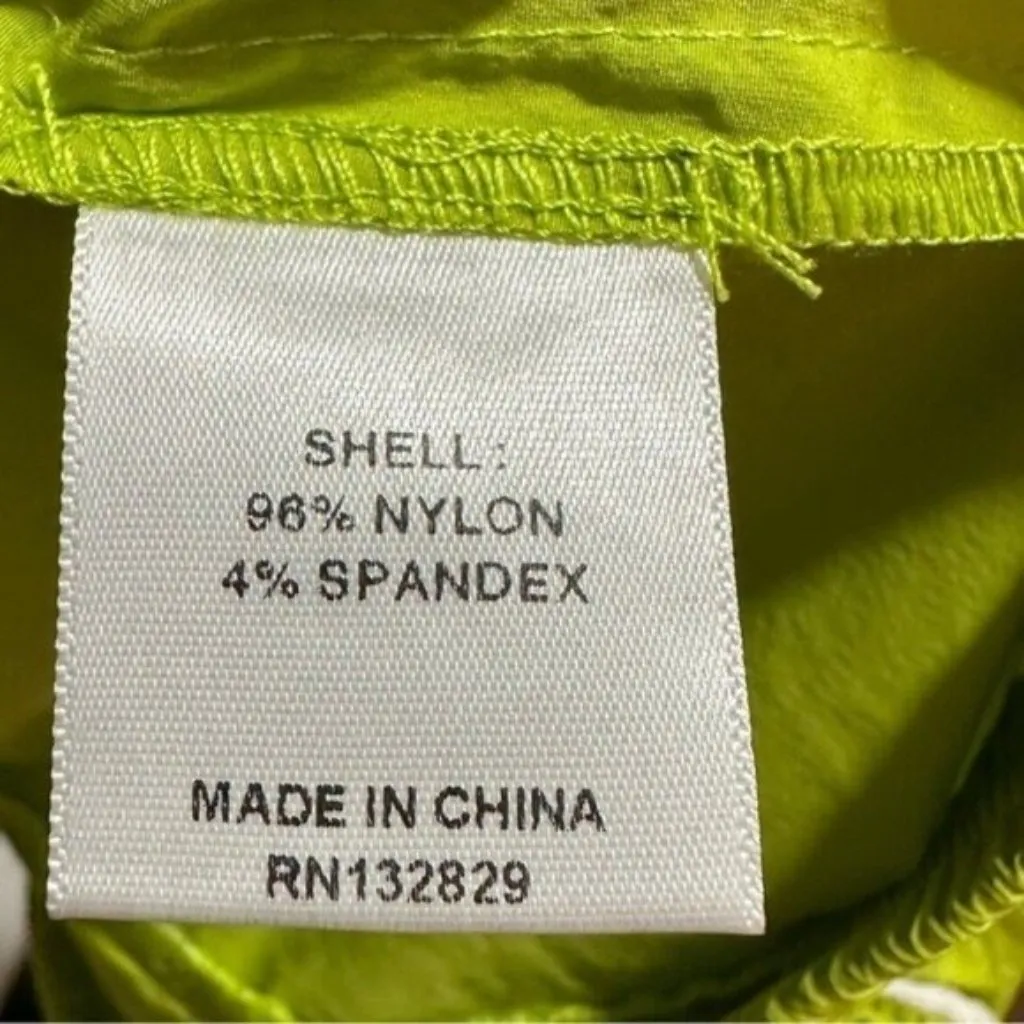 SHELL:
96% NYLON
4% SPANDEX
MADE IN CHINA
RN132829